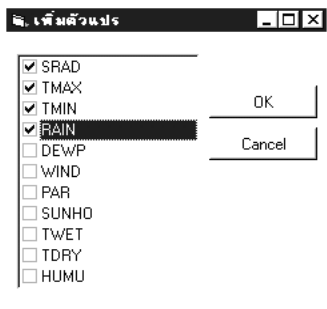 เพิ่มตัวแปร
SRAD
TMAX
TMIN
RAIN
DEWP
WIND
PAR
SUNHO
TWET
TDRY
HUMU
OK
Cancel